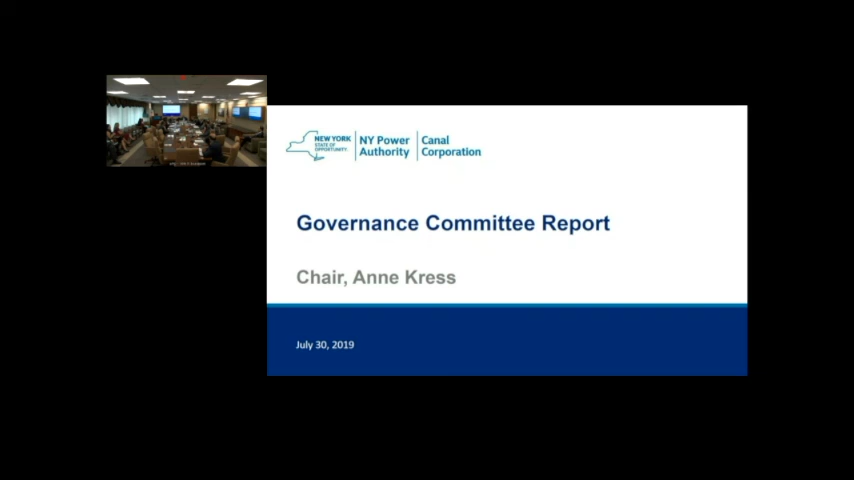 NEW YORK
STATE OF
OPPORTUNITY.
NY Power
Authority
Canal
Corporation
Governance Committee Report
Chair, Anne Kress
July 30, 2019